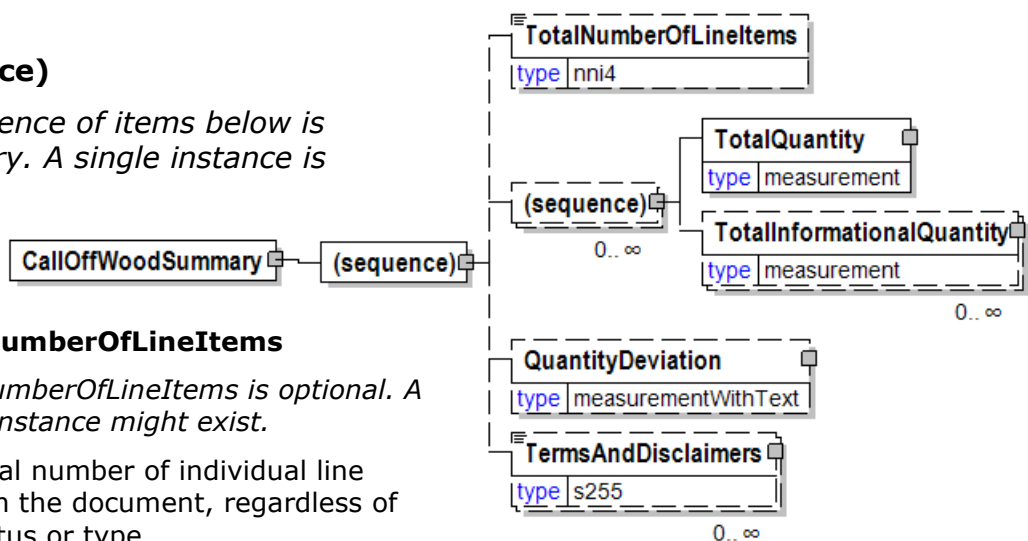 ce)
ence of items below is
ry. A single instance is
CallOffWoodSummary
(sequence)
umberOfLineItems
umberOfLineItems is optional. A
nstance might exist.
al number of individual line
the document, regardless of
tus or type
TotalNumberOfLineItems
type nni4
(sequence)
0.. ∞
TotalQuantity
type measurement
TotalInformationalQuantity
type measurement
0.. ∞
QuantityDeviation
type measurementWithText
TermsAndDisclaimers
type s255
0.. ∞